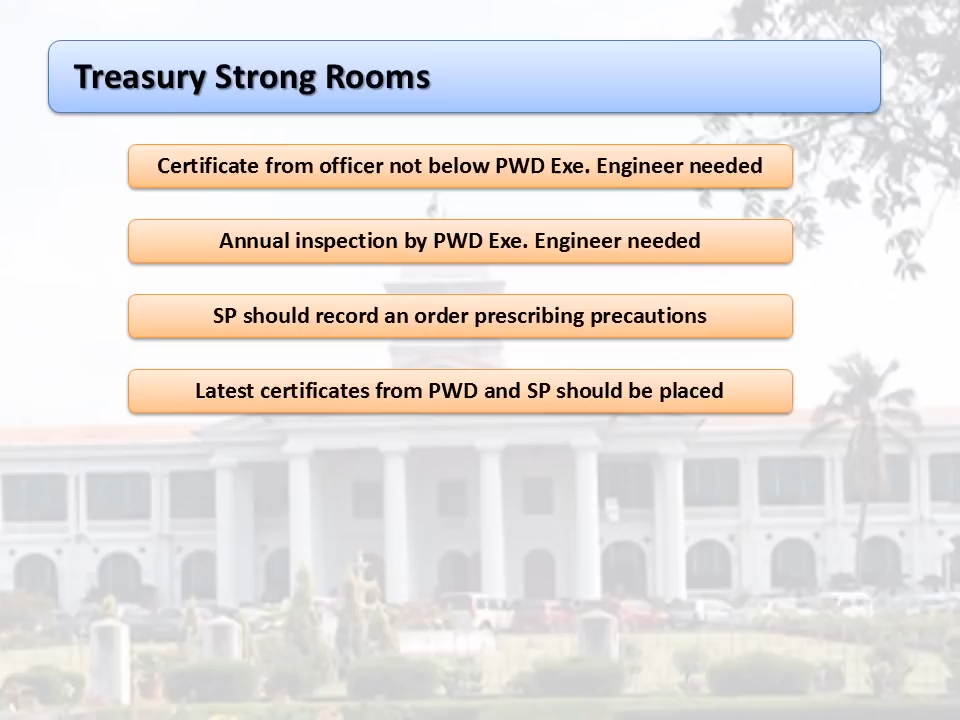 Treasury Strong Rooms
Certificate from officer not below PWD Exe. Engineer needed
Annual inspection by PWD Exe. Engineer needed
SP should record an order prescribing precautions
Latest certificates from PWD and SP should be placed